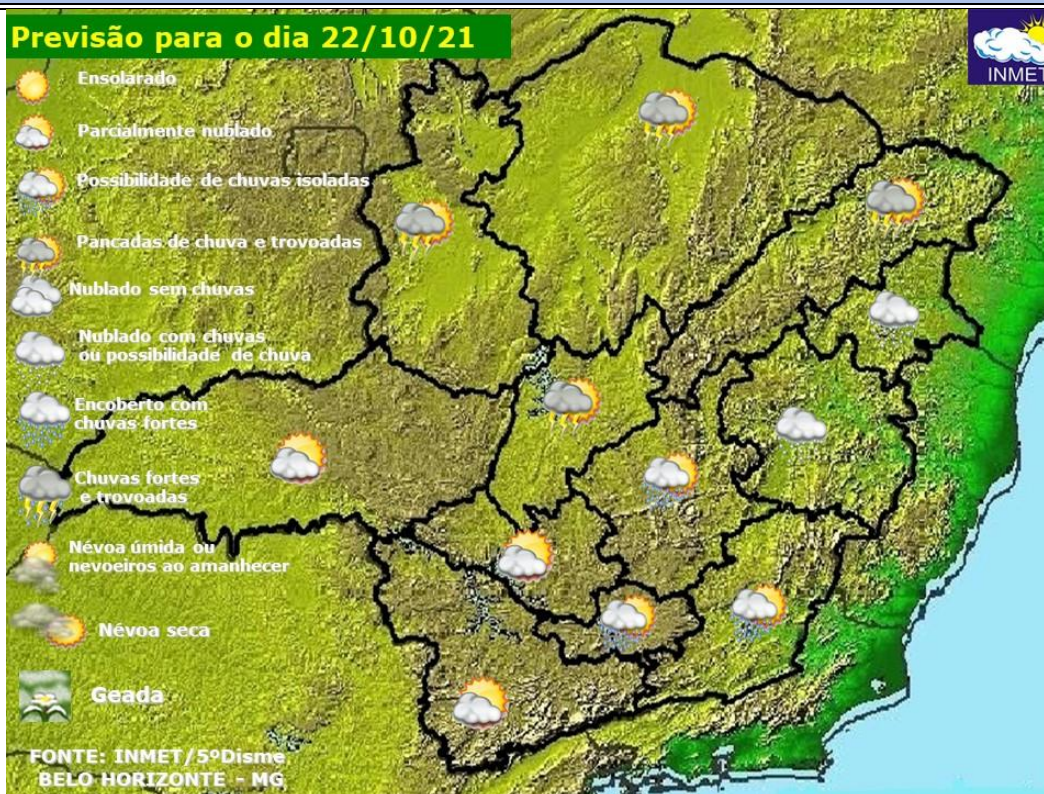 Previsão para o dia 22/10/21
INMET
Ensolarado
Parcialmente nublado
Possibilidade de chuvas isoladas
Pancadas de chuva e trovoadas
Nublado sem chuvas
Nublado com chuvas
ou possibilidade de chuva
Encoberto com
chuvas fortes
Chuvas fortes
e trovoadas
Névoa úmida ou
nevoeiros ao amanhecer
Névoa seca
Geada
FONTE: INMET/5ºDisme
BELO HORIZONTE - MG